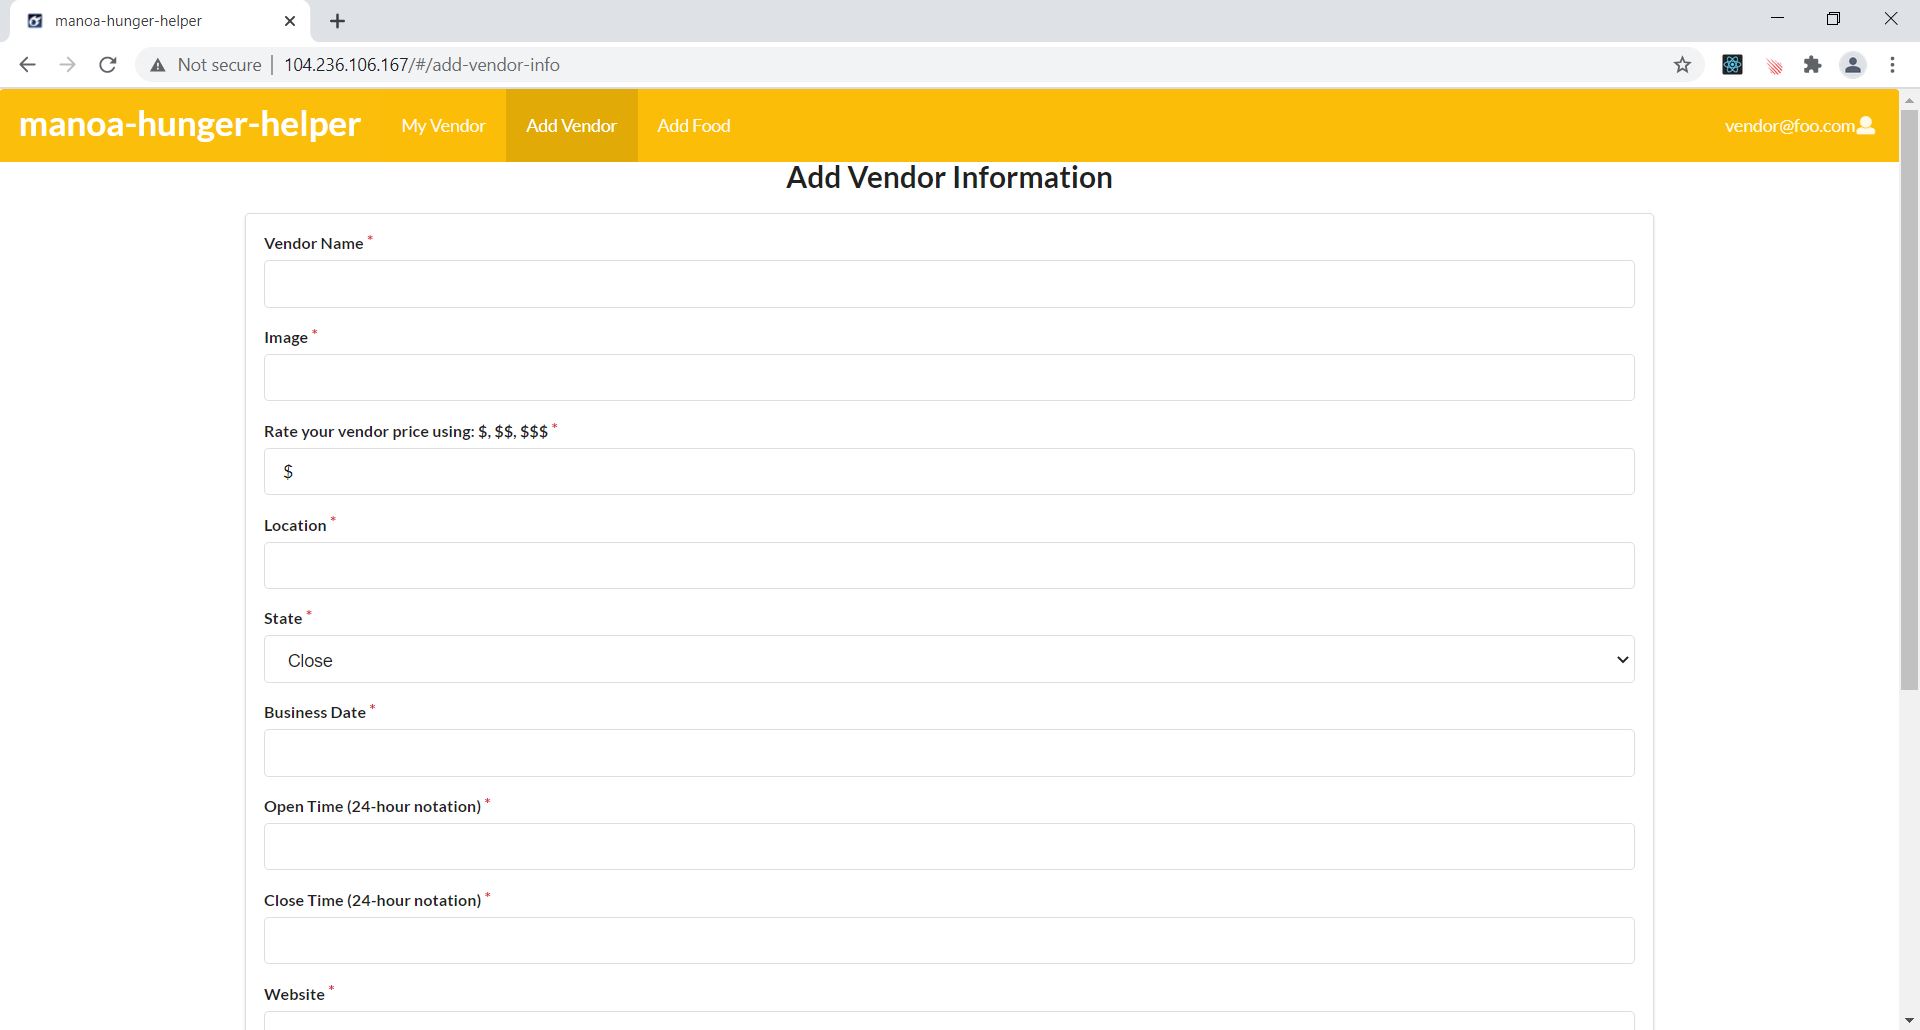 manoa-hunger-helper
Not secure 104.236.106.167/#/add-vendor-info
manoa-hunger-helper My Vendor Add Vendor Add Food vendor@foo.com
Add Vendor Information
Vendor Name *
Image *
Rate your vendor price using: $, $$, $$$ *
$
Location *
State *
Close
Business Date *
Open Time (24-hour notation) *
Close Time (24-hour notation) *
Website *